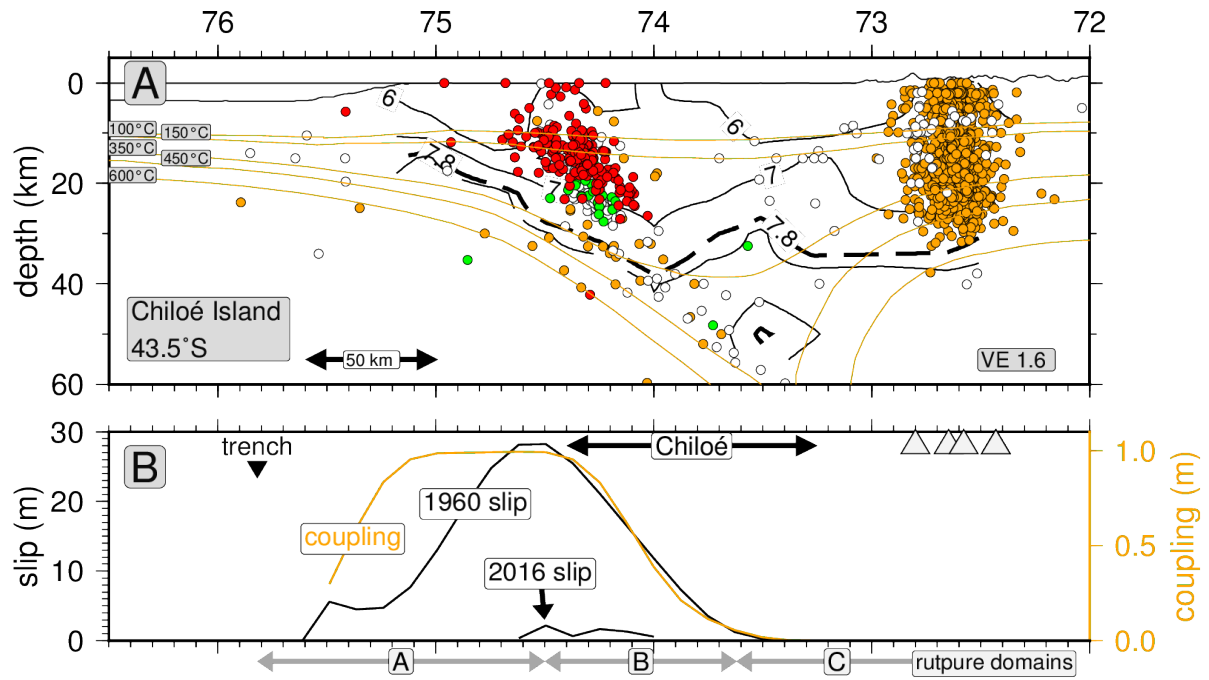 76 75 74 73 72
A
0
20
40
60
depth (km)
100°C 150°C
350°C
450°C
600°C
6
6
7.8
7
7
7.8
Chiloé Island
43.5°S
50 km
VE 1.6
B
30
20
10
0
slip (m)
trench
Chiloé
1960 slip
coupling
2016 slip
1.0
0.5
0.0
coupling (m)
A B C rutpure domains